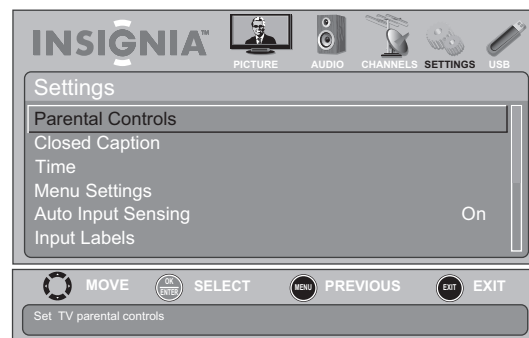 INSIGNIA™
PICTURE AUDIO CHANNELS SETTINGS USB
Settings
Parental Controls
Closed Caption
Time
Menu Settings
Auto Input Sensing On
Input Labels
MOVE OK ENTER SELECT MENU PREVIOUS EXIT EXIT
Set TV parental controls